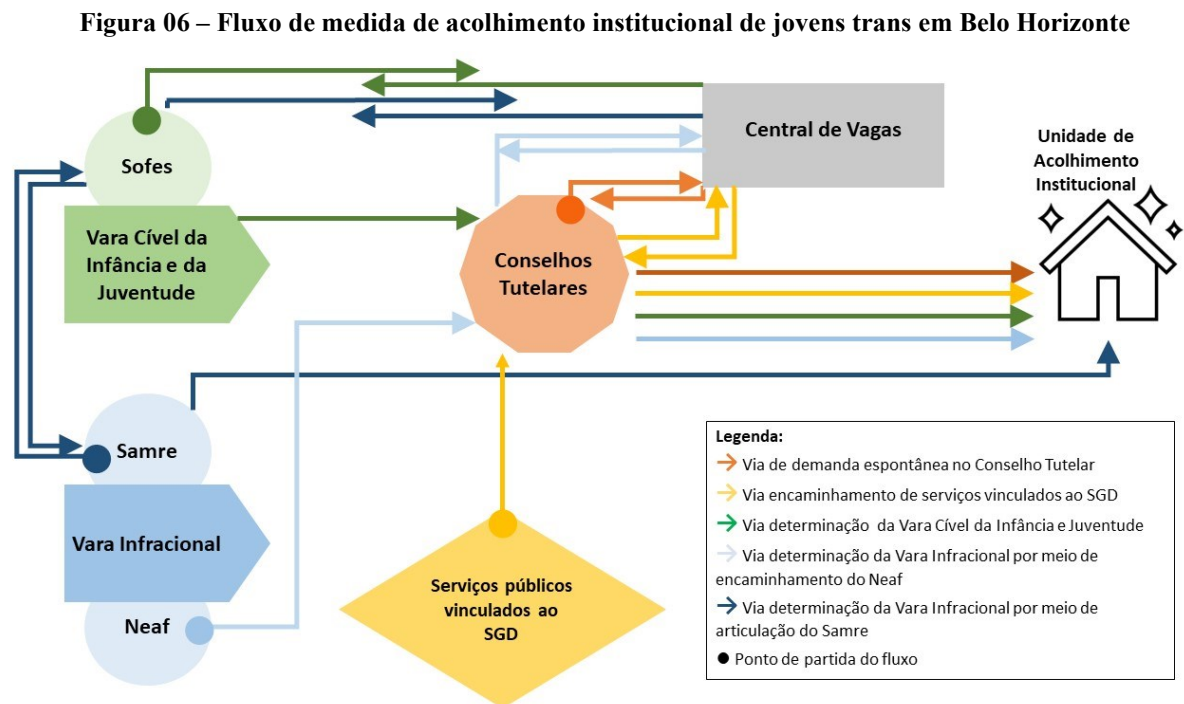 Figura 06 – Fluxo de medida de acolhimento institucional de jovens trans em Belo Horizonte
Sofes
Vara Cível da
Infância e da
Juventude
Central de Vagas
Unidade de
Acolhimento
Institucional
Conselhos
Tutelares
Samre
Vara Infracional
Neaf
Serviços públicos
vinculados ao
SGD
Legenda:
Via de demanda espontânea no Conselho Tutelar
Via encaminhamento de serviços vinculados ao SGD
Via determinação da Vara Cível da Infância e Juventude
Via determinação da Vara Infracional por meio de
encaminhamento do Neaf
Via determinação da Vara Infracional por meio de
articulação do Samre
Ponto de partida do fluxo